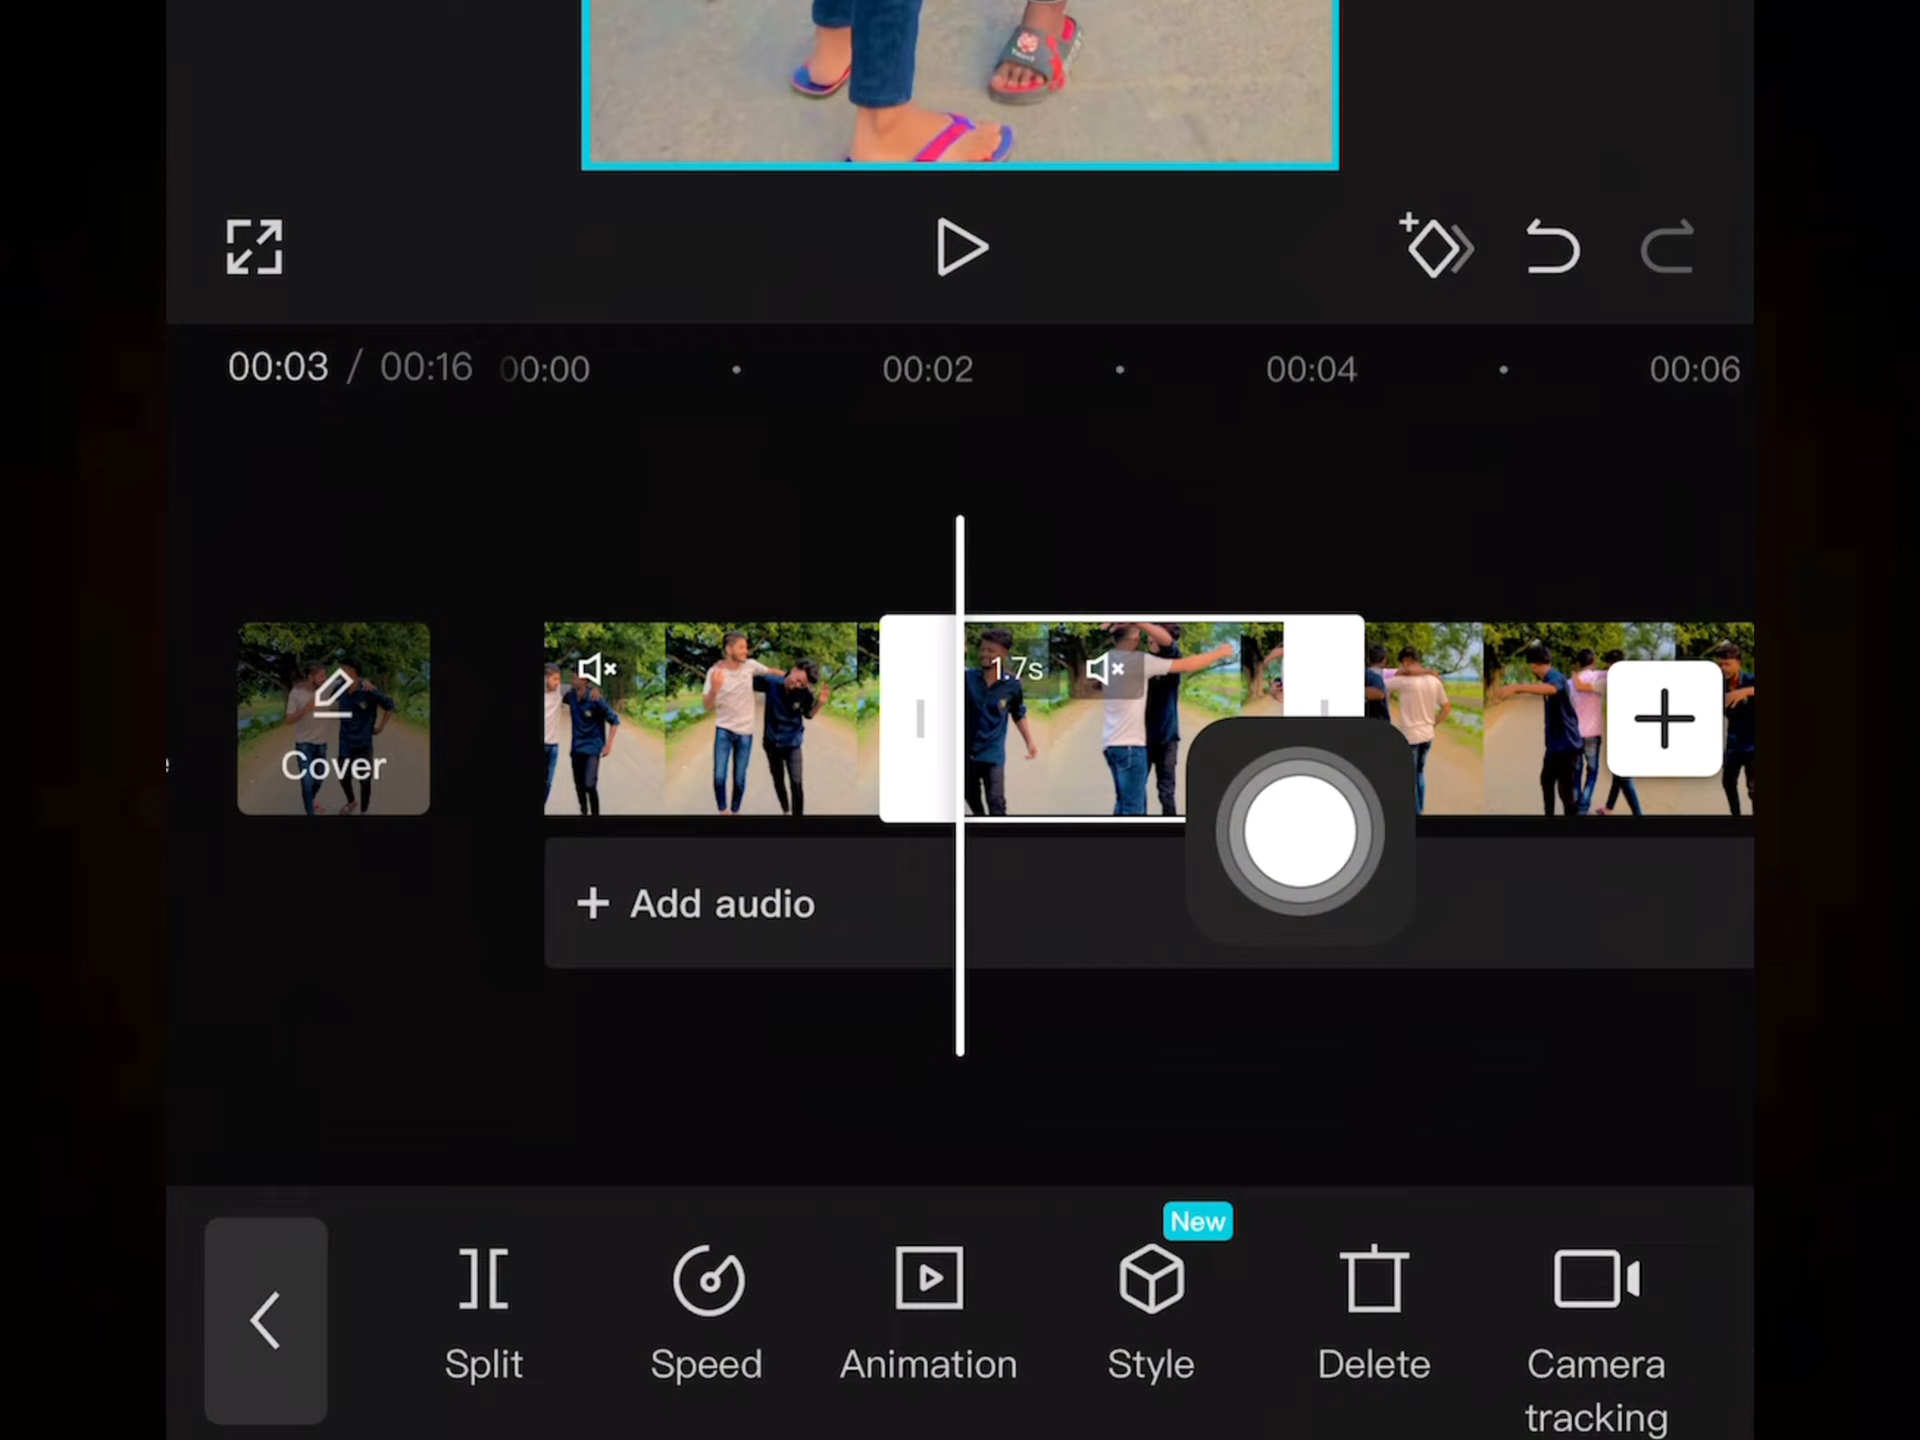 00:03 / 00:16 00:00 00:02 00:04 00:06
1.7s
Cover
+ Add audio
New
Split Speed Animation Style Delete Camera tracking